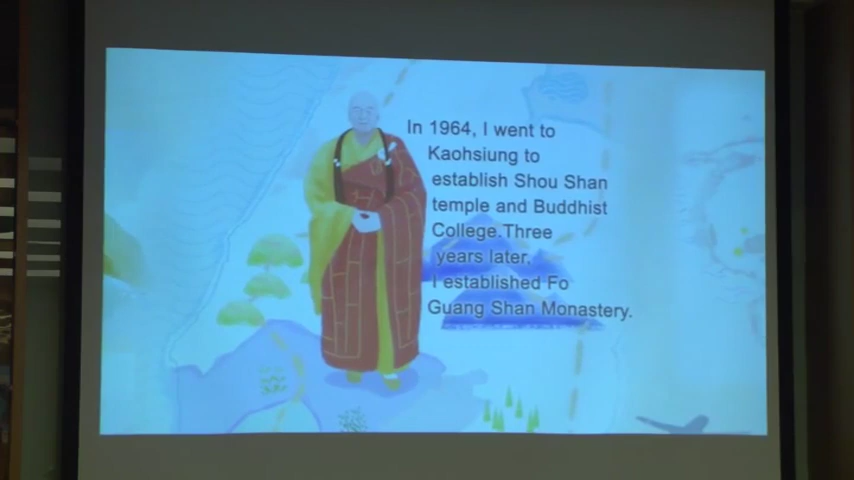 In 1964, I went to
Kaohsiung to
establish Shou Shan
temple and Buddhist
College.Three
years later,
I established Fo
Guang Shan Monastery.